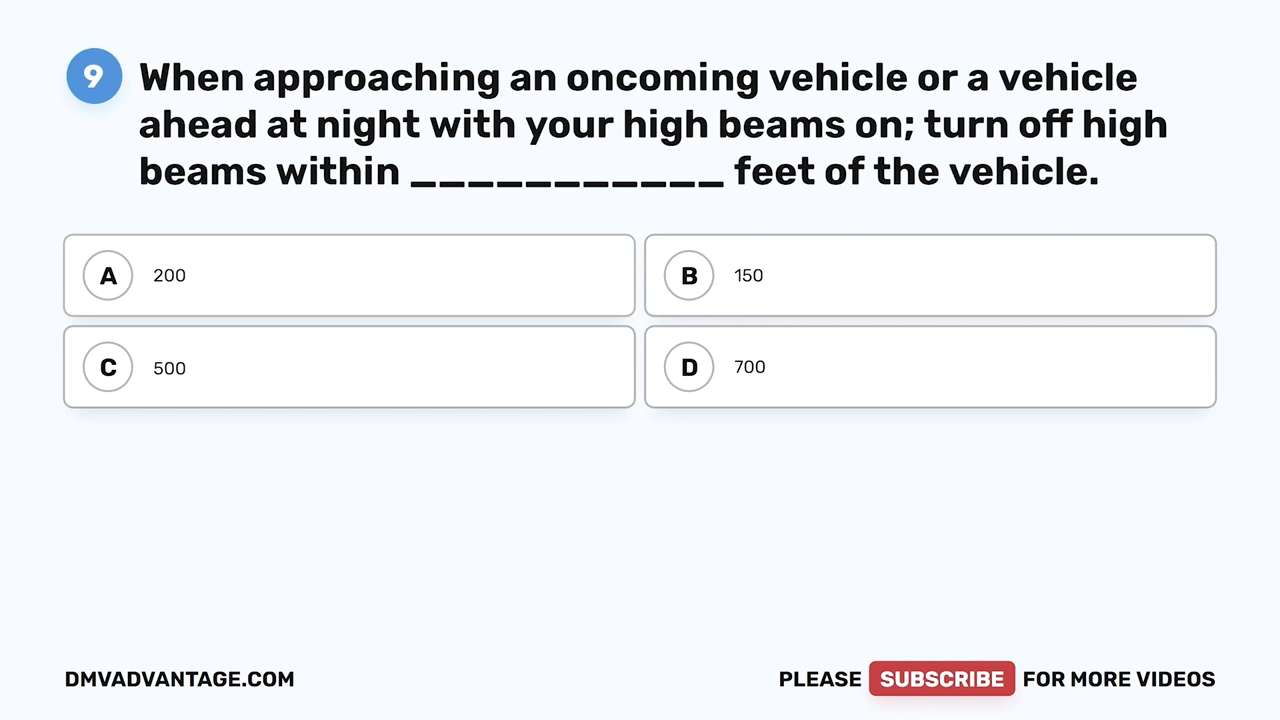 9
When approaching an oncoming vehicle or a vehicle
ahead at night with your high beams on; turn off high
beams within ___________ feet of the vehicle.
A 200
B 150
C 500
D 700
DMVADVANTAGE.COM
PLEASE SUBSCRIBE FOR MORE VIDEOS